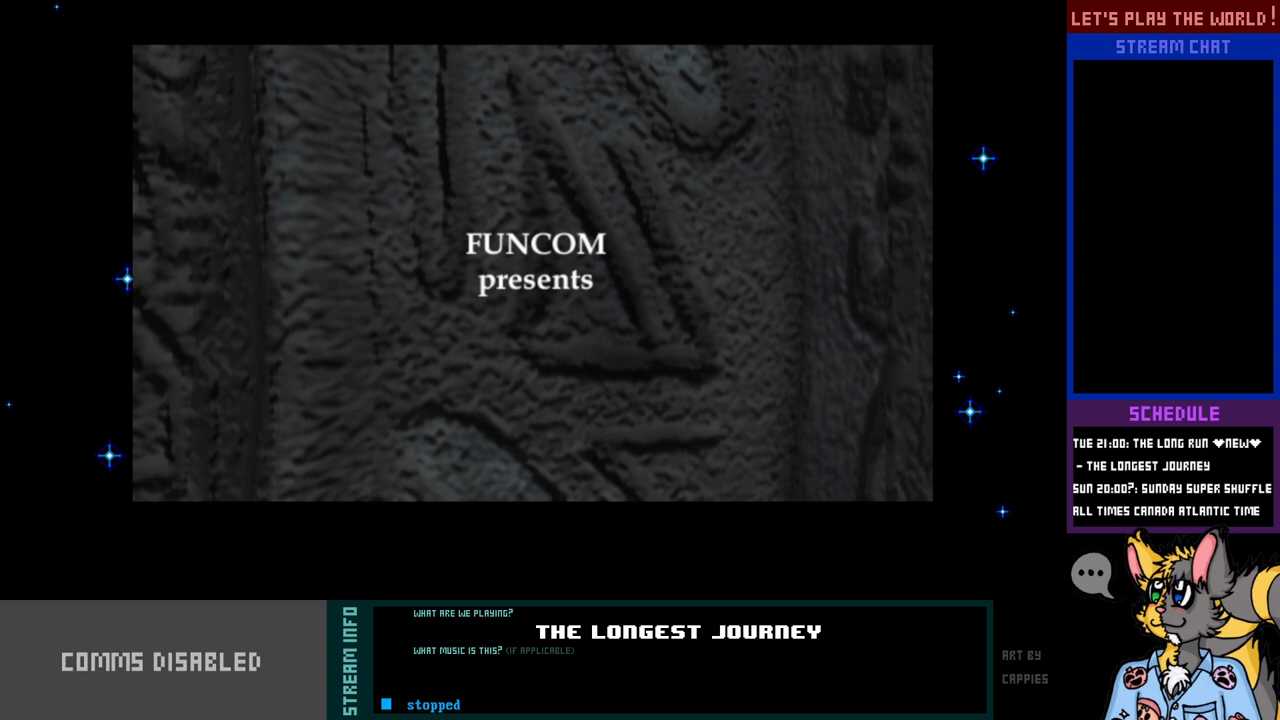 LET'S PLAY THE WORLD!
STREAM CHAT
FUNCOM
presents
SCHEDULE
TUE 21:00: THE LONG RUN ♥NEW♥
- THE LONGEST JOURNEY
SUN 20:00?: SUNDAY SUPER SHUFFLE
ALL TIMES CANADA ATLANTIC TIME
...
COMMS DISABLED
STREAM INFO
WHAT ARE WE PLAYING?
THE LONGEST JOURNEY
WHAT MUSIC IS THIS? (IF APPLICABLE)
stopped
ART BY
CAPPIES